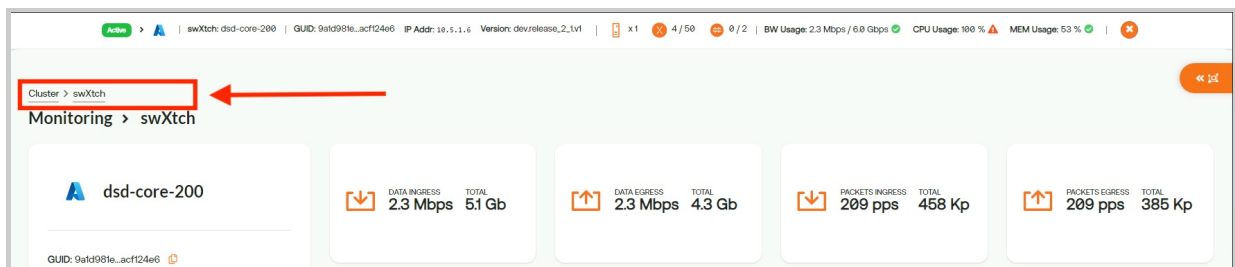 Active > | swXtch: dsd-core-200 | GUID: 9a1d981e...acf124e6 IP Addr: 10.5.1.6 Version: dev.release_2_1.v1 | x1 4/50 0/2 | BW Usage: 2.3 Mbps / 6.0 Gbps CPU Usage: 100 % MEM Usage: 53 % |
Cluster > swXtch
Monitoring > swXtch
dsd-core-200
DATA INGRESS TOTAL
2.3 Mbps 5.1 Gb
DATA EGRESS TOTAL
2.3 Mbps 4.3 Gb
PACKETS INGRESS TOTAL
209 pps 458 Kp
PACKETS EGRESS TOTAL
209 pps 385 Kp
GUID: 9a1d981e...acf124e6